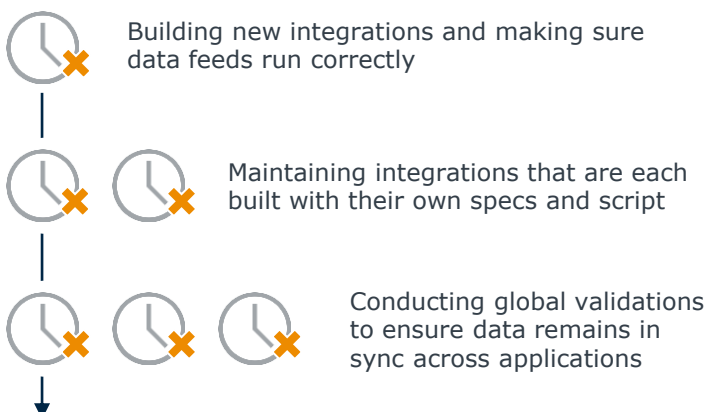 Building new integrations and making sure
data feeds run correctly
Maintaining integrations that are each
built with their own specs and script
Conducting global validations
to ensure data remains in
sync across applications